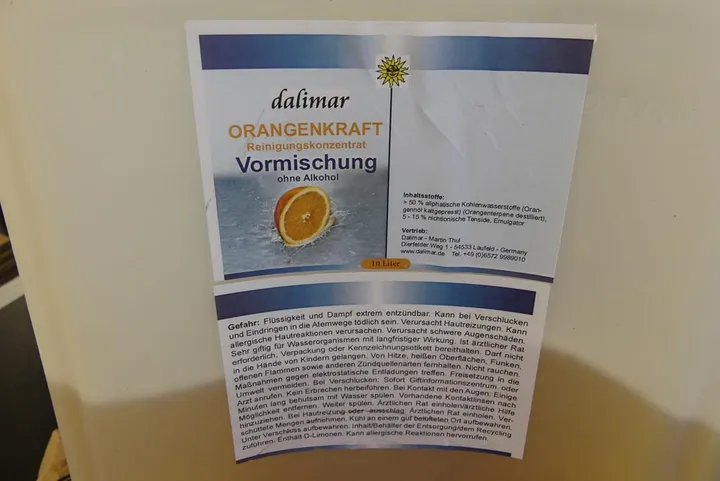 dalimar
ORANGENKRAFT
Reinigungskonzentrat
Vormischung
ohne Alkohol
Inhaltsstoffe:
> 50 % aliphatische Kohlenwasserstoffe (Oran-
gennöl kaltgepresst) (Orangenterpene destilliert),
5 - 15 % nichtionische Tenside, Emulgator
Vertrieb:
Dalimar - Martin Thul
Dierfelder Weg 1 - 54533 Laufeld - Germany
www.dalimar.de Tel. +49 (0)6572 9989010
10 Liter
Gefahr: Flüssigkeit und Dampf extrem entzündbar. Kann bei Verschlucken
und Eindringen in die Atemwege tödlich sein. Verursacht Hautreizungen. Kann
allergische Hautreaktionen verursachen. Verursacht schwere Augenschäden.
Sehr giftig für Wasserorganismen mit langfristiger Wirkung. Ist ärztlicher Rat
erforderlich, Verpackung oder Kennzeichnungsetikett bereithalten. Darf nicht
in die Hände von Kindern gelangen. Von Hitze, heißen Oberflächen, Funken,
offenen Flammen sowie anderen Zündquellenarten fernhalten. Nicht rauchen.
Maßnahmen gegen elektrostatische Entladungen treffen. Freisetzung in die
Umwelt vermeiden. Bei Verschlucken: Sofort Giftinformationszentrum oder
Arzt anrufen. Kein Erbrechen herbeiführen. Bei Kontakt mit den Augen: Einige
Minuten lang behutsam mit Wasser spülen. Vorhandene Kontaktlinsen nach
Möglichkeit entfernen. Weiter spülen. Ärztlichen Rat einholen/ärztliche Hilfe
hinzuziehen. Bei Hautreizung oder -ausschlag: Ärztlichen Rat einholen. Ver-
schüttete Mengen aufnehmen. Kühl an einem gut belüfteten Ort aufbewahren.
Unter Verschluss aufbewahren. Inhalt/Behälter der Entsorgung/dem Recycling
zuführen. Enthält D-Limonen. Kann allergische Reaktionen hervorrufen.